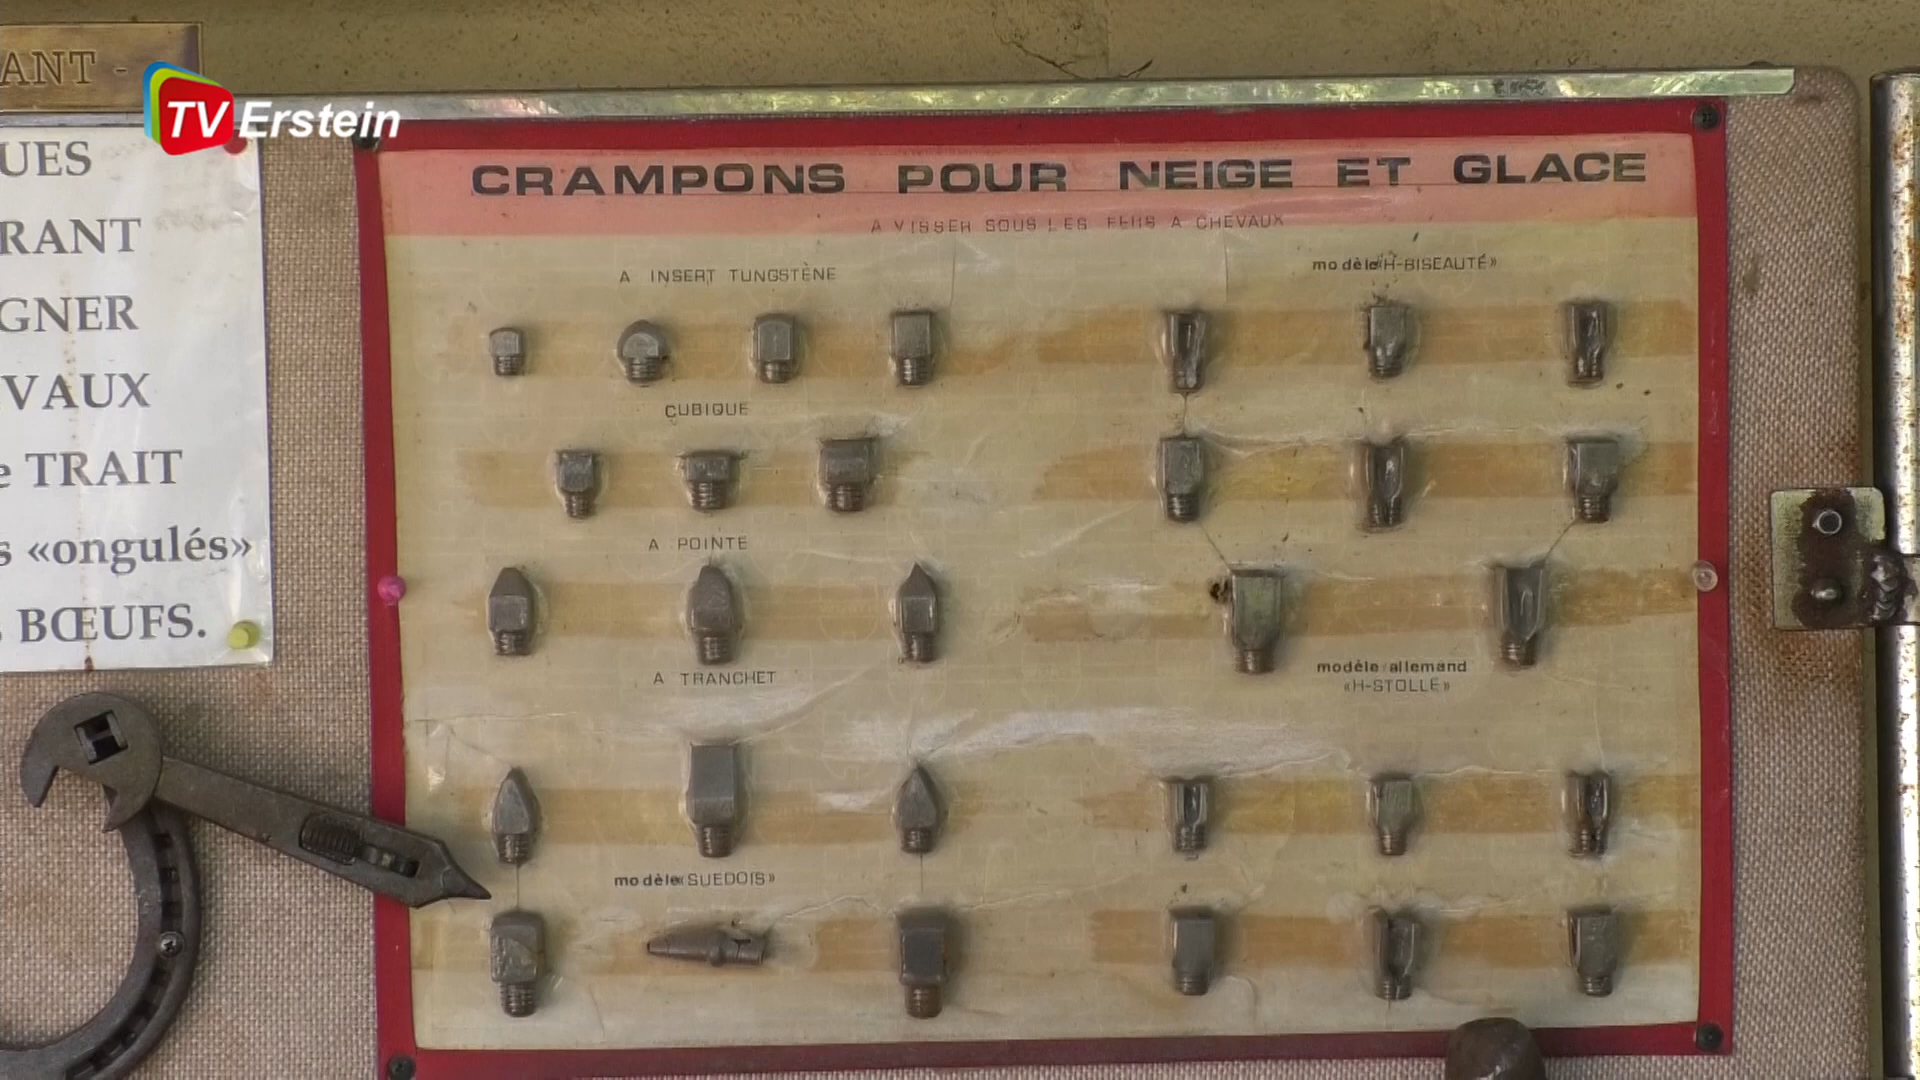 ANT -
TV Erstein
UES
RANT
GNER
VAUX
e TRAIT
s «ongulés»
BŒUFS.
CRAMPONS POUR NEIGE ET GLACE
A VISSER SOUS LES FERS A CHEVAUX
A INSERT TUNGSTÈNE
modèle «H-BISEAUTÉ»
CUBIQUE
A POINTE
A TRANCHET
modèle allemand
«H-STOLLE»
modèle «SUEDOIS»